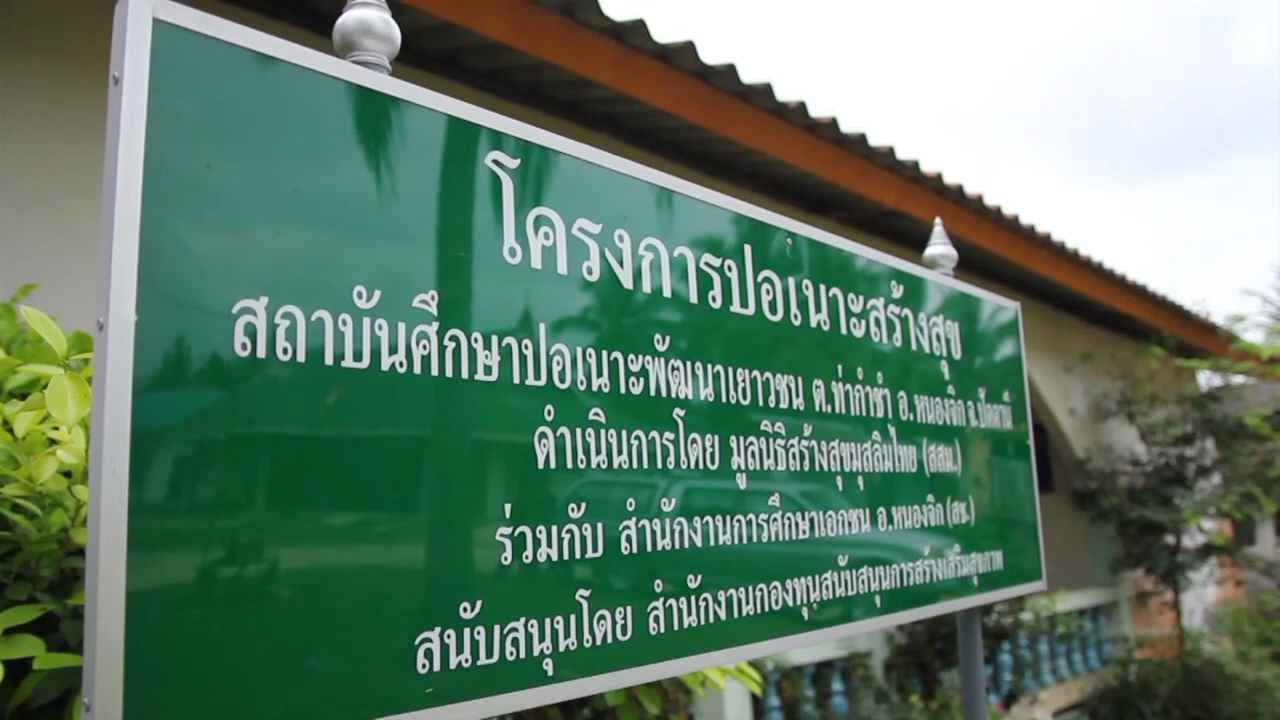 โครงการปอเนาะสร้างสุข
สถาบันศึกษาปอเนาะพัฒนาเยาวชน ต.ท่ากำชำ อ.หนองจิก จ.ปัตตานี
ดำเนินการโดย มูลนิธิสร้างสุขมุสลิมไทย (สสม.)
ร่วมกับ สำนักงานการศึกษาเอกชน อ.หนองจิก (สช.)
สนับสนุนโดย สำนักงานกองทุนสนับสนุนการสร้างเสริมสุขภาพ